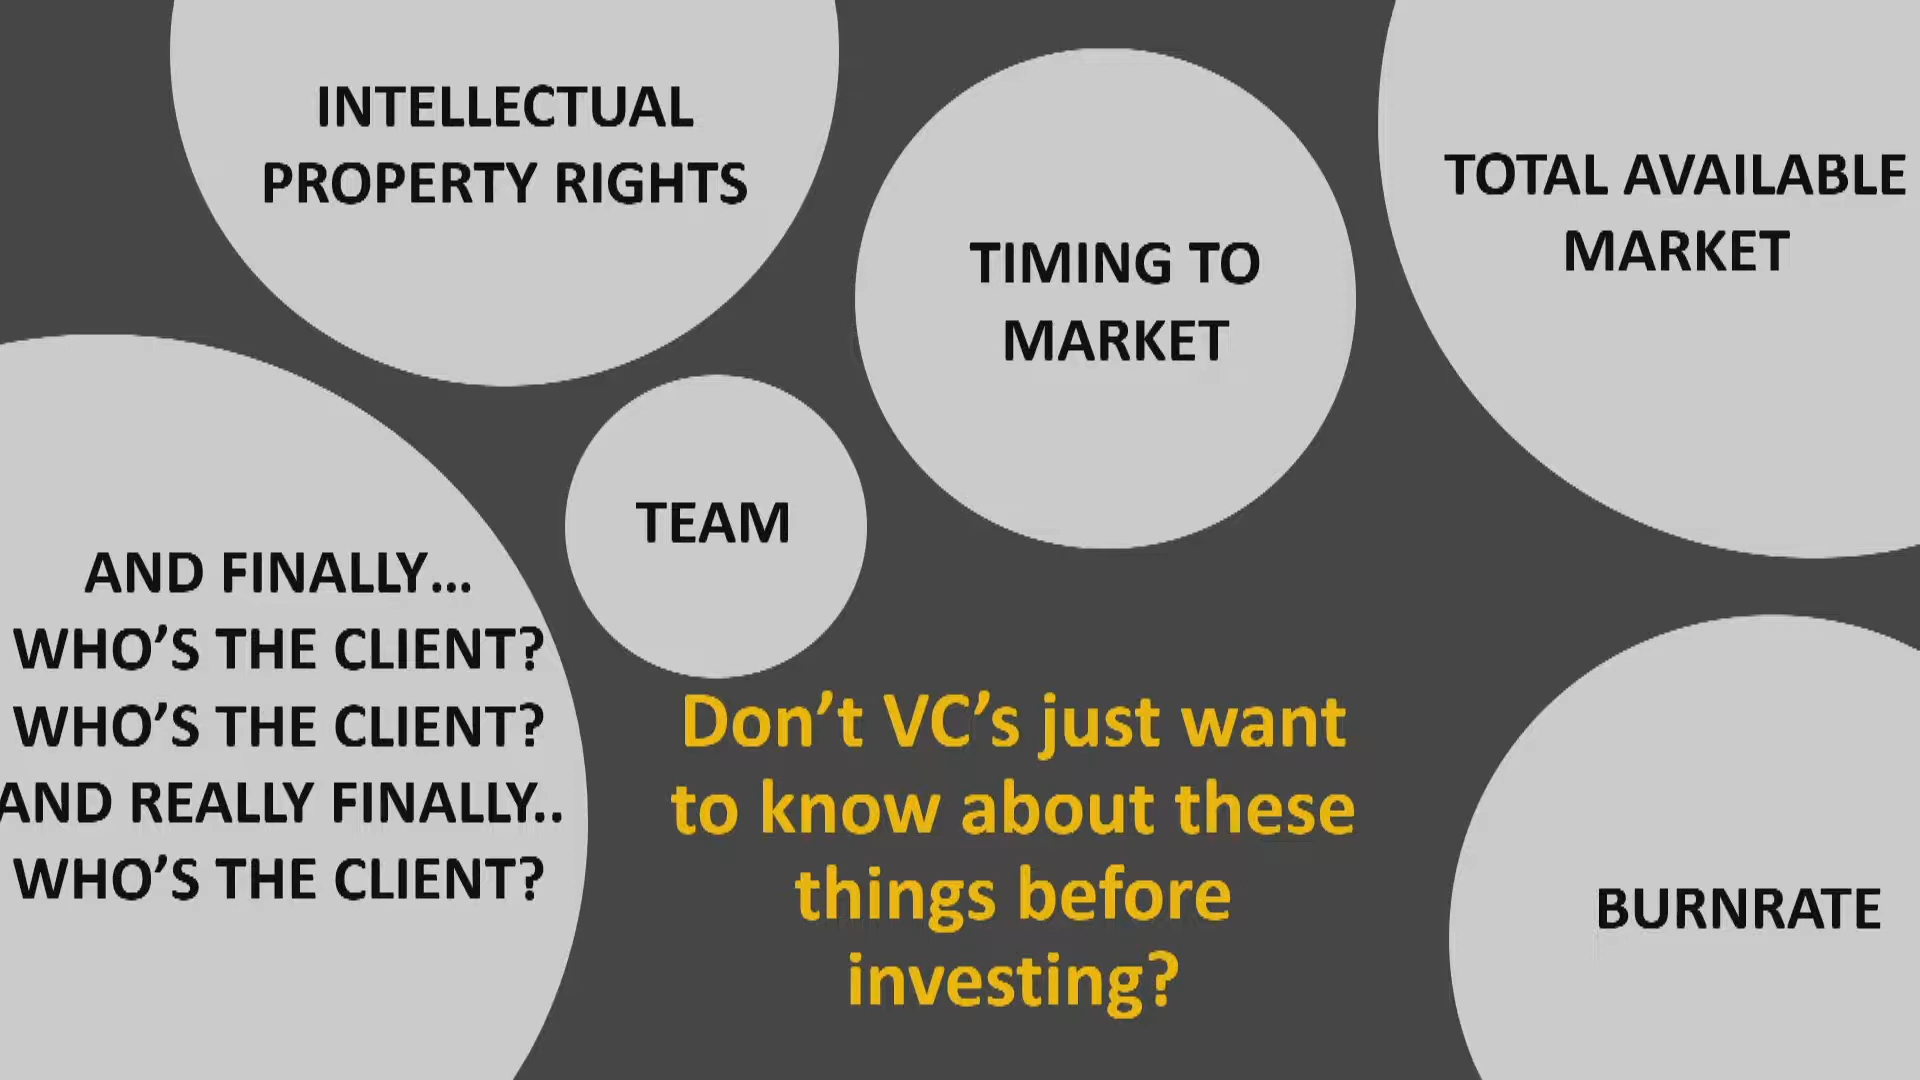 INTELLECTUAL
PROPERTY RIGHTS
TIMING TO
MARKET
TOTAL AVAILABLE
MARKET
TEAM
AND FINALLY...
WHO’S THE CLIENT?
WHO’S THE CLIENT?
AND REALLY FINALLY..
WHO’S THE CLIENT?
Don’t VC’s just want
to know about these
things before
investing?
BURNRATE